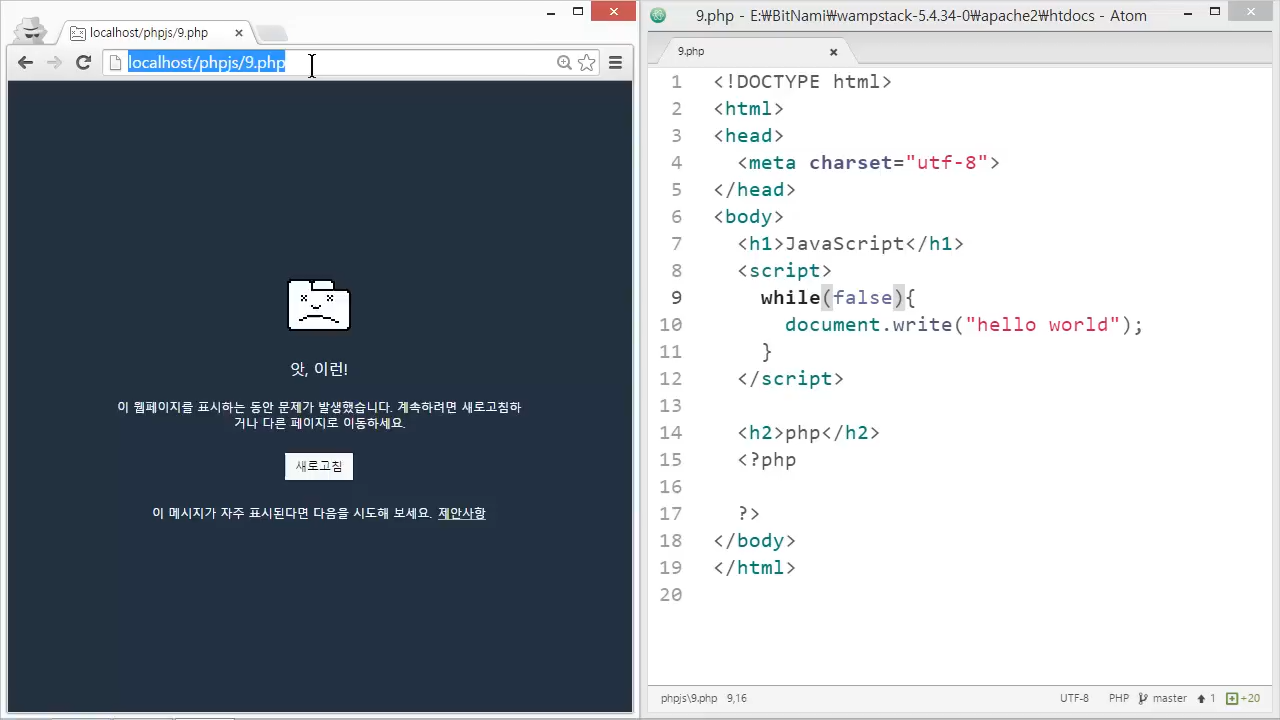 localhost/phpjs/9.php
localhost/phpjs/9.php
앗, 이런!
이 웹페이지를 표시하는 동안 문제가 발생했습니다. 계속하려면 새로고침하
거나 다른 페이지로 이동하세요.
새로고침
이 메시지가 자주 표시된다면 다음을 시도해 보세요. 제안사항
9.php - E:₩BitNami₩wampstack-5.4.34-0₩apache2₩htdocs - Atom
9.php
1 <!DOCTYPE html>
2 <html>
3 <head>
4 <meta charset="utf-8">
5 </head>
6 <body>
7 <h1>JavaScript</h1>
8 <script>
9 while(false){
10 document.write("hello world");
11 }
12 </script>
13
14 <h2>php</h2>
15 <?php
16
17 ?>
18 </body>
19 </html>
20
phpjs\9.php 9,16 UTF-8 PHP master 1 +20